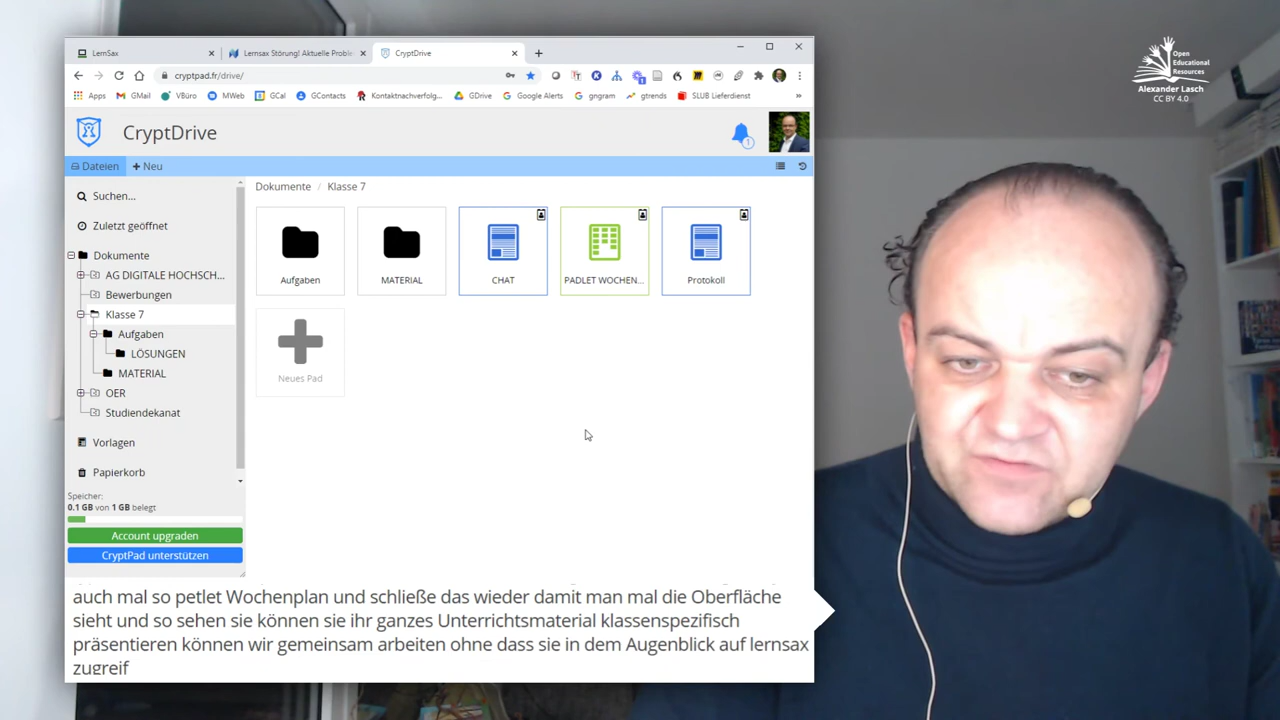 LernSax
Lernsax Störung! Aktuelle Proble
CryptDrive
cryptpad.fr/drive/
Apps GMail VBüro MWeb GCal GContacts Kontaktnachverfolg... GDrive Google Alerts gngram gtrends SLUB Lieferdienst »
Open
Educational
Resources
Alexander Lasch
CC BY 4.0
CryptDrive
1
Dateien + Neu
Suchen...
Zuletzt geöffnet
Dokumente
AG DIGITALE HOCHSCH...
Bewerbungen
Klasse 7
Aufgaben
LÖSUNGEN
MATERIAL
OER
Studiendekanat
Vorlagen
Papierkorb
Speicher:
0.1 GB von 1 GB belegt
Account upgraden
CryptPad unterstützen
Dokumente / Klasse 7
Aufgaben
MATERIAL
CHAT
PADLET WOCHEN...
Protokoll
Neues Pad
auch mal so petlet Wochenplan und schließe das wieder damit man mal die Oberfläche
sieht und so sehen sie können sie ihr ganzes Unterrichtsmaterial klassenspezifisch
präsentieren können wir gemeinsam arbeiten ohne dass sie in dem Augenblick auf lernsax
zugreif